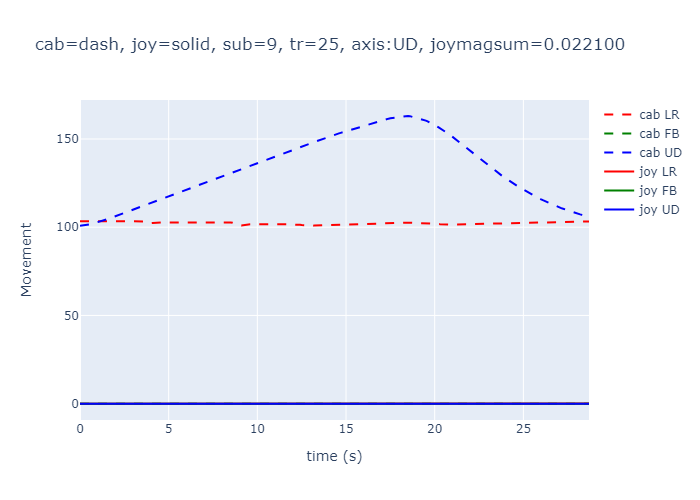 cab=dash, joy=solid, sub=9, tr=25, axis:UD, joymagsum=0.022100
cab LR
cab FB
cab UD
joy LR
joy FB
joy UD
150
100
50
0
Movement
0 5 10 15 20 25
time (s)